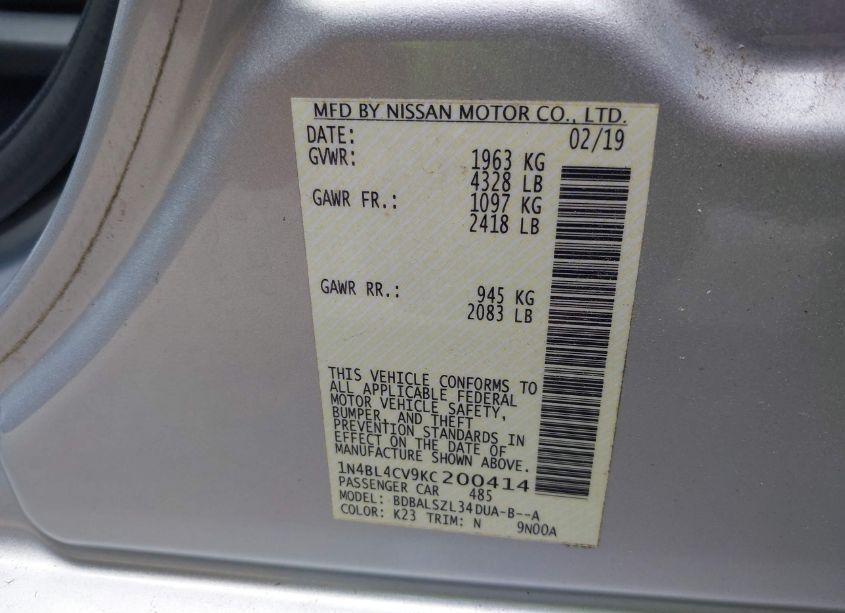 MFD BY NISSAN MOTOR CO., LTD.
DATE: 02/19
GVWR: 1963 KG
4328 LB
GAWR FR.: 1097 KG
2418 LB
GAWR RR.: 945 KG
2083 LB
THIS VEHICLE CONFORMS TO
ALL APPLICABLE FEDERAL
MOTOR VEHICLE SAFETY,
BUMPER, AND THEFT
PREVENTION STANDARDS IN
EFFECT ON THE DATE OF
MANUFACTURE SHOWN ABOVE.
1N4BL4CV9KC200414
PASSENGER CAR 485
MODEL: BDBALSZL34DUA-B--A
COLOR: K23 TRIM: N 9N00A